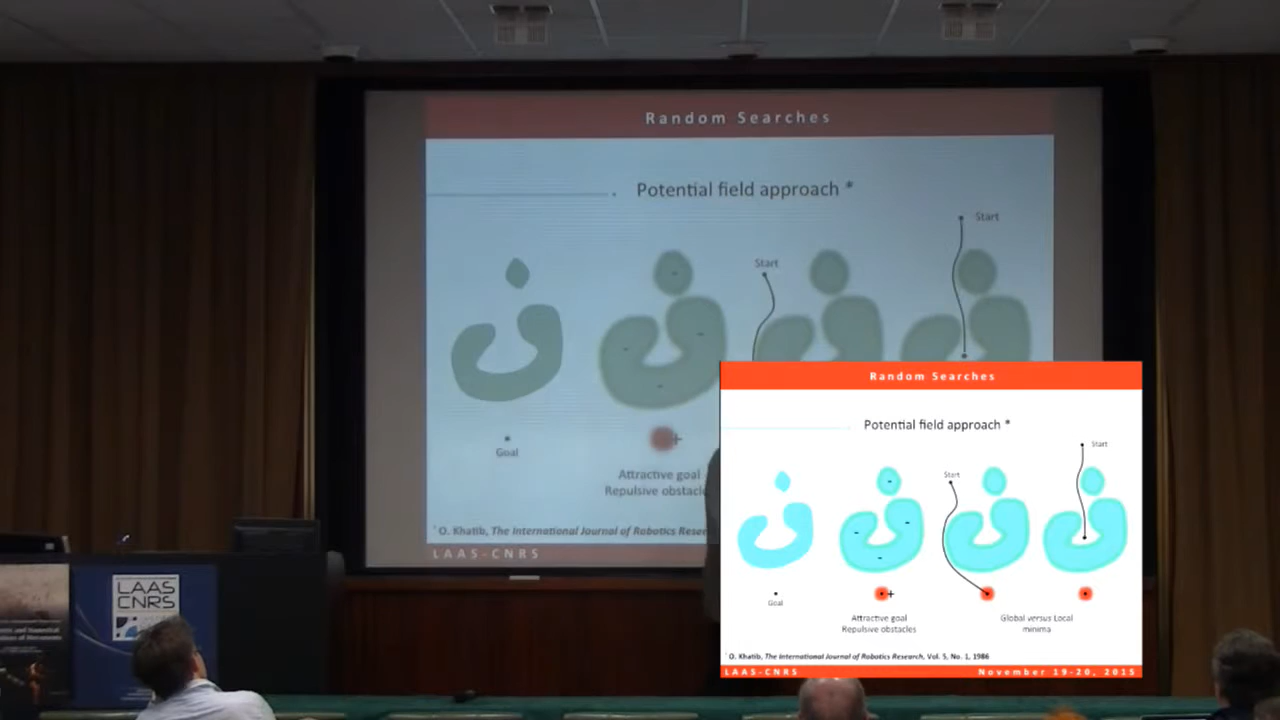 Random Searches
Potential field approach *
Start
Start
Goal
Attractive goal
Repulsive obstacle
* O. Khatib, The International Journal of Robotics Resear
LAAS-CNRS
LAAS
CNRS
Random Searches
Potential field approach *
Start
Start
Goal
Attractive goal
Repulsive obstacles
Global versus Local
minima
* O. Khatib, The International Journal of Robotics Research, Vol. 5, No. 1, 1986
LAAS-CNRS
November 19-20, 2015